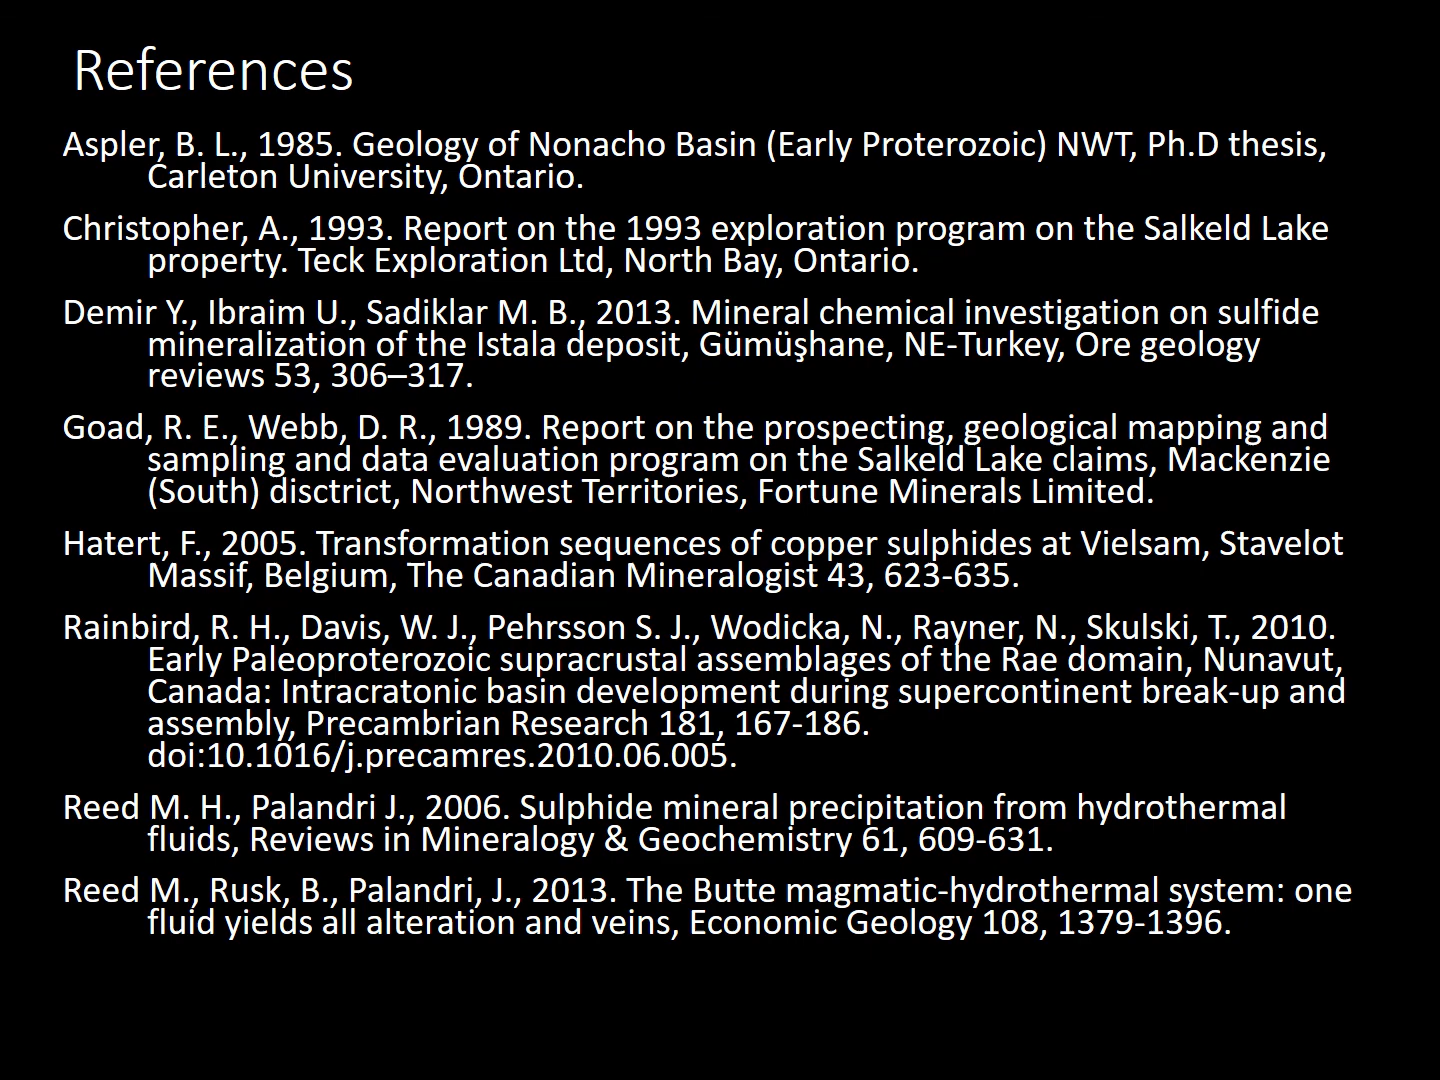 References
Aspler, B. L., 1985. Geology of Nonacho Basin (Early Proterozoic) NWT, Ph.D thesis,
Carleton University, Ontario.
Christopher, A., 1993. Report on the 1993 exploration program on the Salkeld Lake
property. Teck Exploration Ltd, North Bay, Ontario.
Demir Y., Ibraim U., Sadiklar M. B., 2013. Mineral chemical investigation on sulfide
mineralization of the Istala deposit, Gümüşhane, NE-Turkey, Ore geology
reviews 53, 306–317.
Goad, R. E., Webb, D. R., 1989. Report on the prospecting, geological mapping and
sampling and data evaluation program on the Salkeld Lake claims, Mackenzie
(South) disctrict, Northwest Territories, Fortune Minerals Limited.
Hatert, F., 2005. Transformation sequences of copper sulphides at Vielsam, Stavelot
Massif, Belgium, The Canadian Mineralogist 43, 623-635.
Rainbird, R. H., Davis, W. J., Pehrsson S. J., Wodicka, N., Rayner, N., Skulski, T., 2010.
Early Paleoproterozoic supracrustal assemblages of the Rae domain, Nunavut,
Canada: Intracratonic basin development during supercontinent break-up and
assembly, Precambrian Research 181, 167-186.
doi:10.1016/j.precamres.2010.06.005.
Reed M. H., Palandri J., 2006. Sulphide mineral precipitation from hydrothermal
fluids, Reviews in Mineralogy & Geochemistry 61, 609-631.
Reed M., Rusk, B., Palandri, J., 2013. The Butte magmatic-hydrothermal system: one
fluid yields all alteration and veins, Economic Geology 108, 1379-1396.